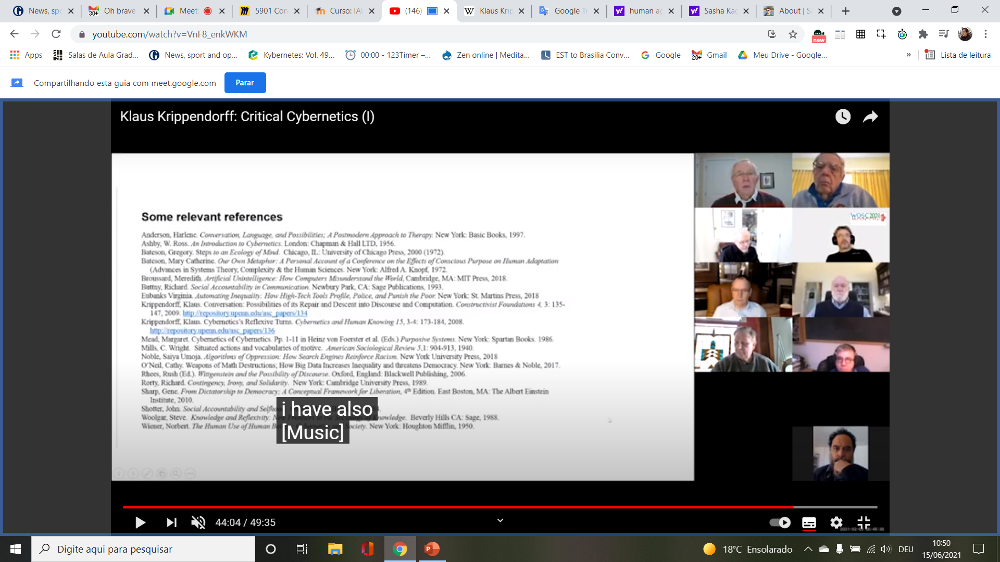 News, spo
30+
Oh brave
Meet:
5901 Con
Curso: IAU
(146)
Klaus Krip
Google Tr
human ag
Sasha Kag
About | S
youtube.com/watch?v=VnF8_enkWKM
new
Apps
Salas de Aula Grad...
News, sport and op...
Kybernetes: Vol. 49...
00:00 - 123Timer –...
Zen online | Medita...
EST to Brasilia Conv...
Google
20+
Gmail
Meu Drive - Google...
»
Lista de leitura
Compartilhando esta guia com meet.google.com
Parar
Klaus Krippendorff: Critical Cybernetics (I)
Some relevant references
Anderson, Harlene. Conversation, Language, and Possibilities; A Postmodern Approach to Therapy. New York: Basic Books, 1997.
Ashby, W. Ross. An Introduction to Cybernetics. London: Chapman & Hall LTD, 1956.
Bateson, Gregory. Steps to an Ecology of Mind. Chicago, IL: University of Chicago Press, 2000 (1972).
Bateson, Mary Catherine. Our Own Metaphor: A Personal Account of a Conference on the Effects of Conscious Purpose on Human Adaptation
(Advances in Systems Theory, Complexity & the Human Sciences. New York: Alfred A. Knopf, 1972.
Broussard, Meredith. Artificial Unintelligence: How Computers Misunderstand the World, Cambridge, MA: MIT Press, 2018.
Buttny, Richard. Social Accountability in Communication. Newbury Park, CA: Sage Publications, 1993.
Eubanks Virginia. Automating Inequality: How High-Tech Tools Profile, Police, and Punish the Poor. New York: St. Martins Press, 2018
Krippendorff, Klaus. Conversation: Possibilities of its Repair and Descent into Discourse and Computation. Constructivist Foundations 4, 3: 135-
147, 2009. http://repository.upenn.edu/asc_papers/134
Krippendorff, Klaus. Cybernetics's Reflexive Turns. Cybernetics and Human Knowing 15, 3-4: 173-184, 2008.
http://repository.upenn.edu/asc_papers/136
Mead, Margaret. Cybernetics of Cybernetics. Pp. 1-11 in Heinz von Foerster et al. (Eds.) Purposive Systems. New York: Spartan Books. 1986.
Mills, C. Wright. Situated actions and vocabularies of motive. American Sociological Review 5,1: 904-913, 1940.
Noble, Saiya Umoja. Algorithms of Oppression: How Search Engines Reinforce Racism. New York University Press, 2018
O'Neil, Cathy. Weapons of Math Destructions; How Big Data Increases Inequality and threatens Democracy. New York: Barnes & Noble, 2017.
Rhees, Rush (Ed.). Wittgenstein and the Possibility of Discourse. Oxford, England: Blackwell Publishing, 2006.
Rorty, Richard. Contingency, Irony, and Solidarity. New York: Cambridge University Press, 1989.
Sharp, Gene. From Dictatorship to Democracy; A Conceptual Framework for Liberation, 4th Edition. East Boston, MA: The Albert Einstein
Institute, 2010.
Shotter, John. Social Accountability and Selfhood
Woolgar, Steve. Knowledge and Reflexivity: New Frontiers in the Sociology of Knowledge. Beverly Hills CA: Sage, 1988.
Wiener, Norbert. The Human Use of Human Society. New York: Houghton Mifflin, 1950.
i have also
[Music]
WOSC 2021
44:04 / 49:35
Digite aqui para pesquisar
18°C Ensolarado
DEU
10:50
15/06/2021